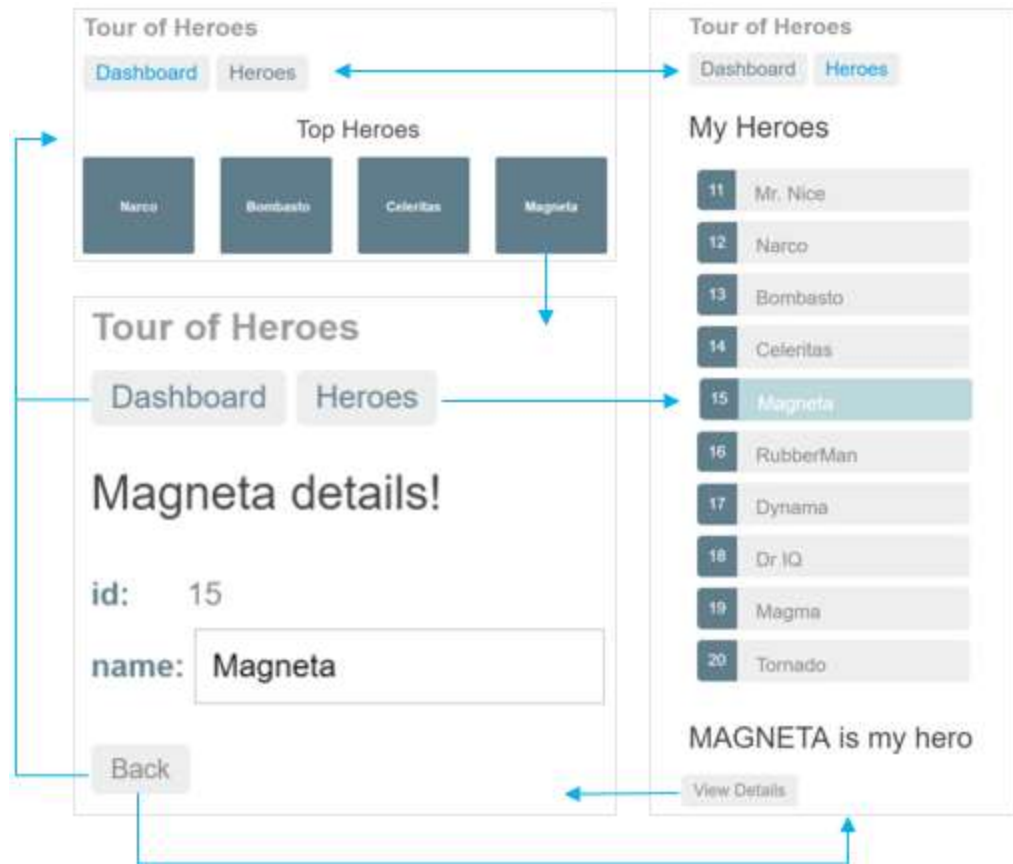 Tour of Heroes
Dashboard Heroes
Top Heroes
Narco Bombasto Celeritas Magneta
Tour of Heroes
Dashboard Heroes
Magneta details!
id: 15
name: Magneta
Back
Tour of Heroes
Dashboard Heroes
My Heroes
11 Mr. Nice
12 Narco
13 Bombasto
14 Celeritas
15 Magneta
16 RubberMan
17 Dynama
18 Dr IQ
19 Magma
20 Tornado
MAGNETA is my hero
View Details